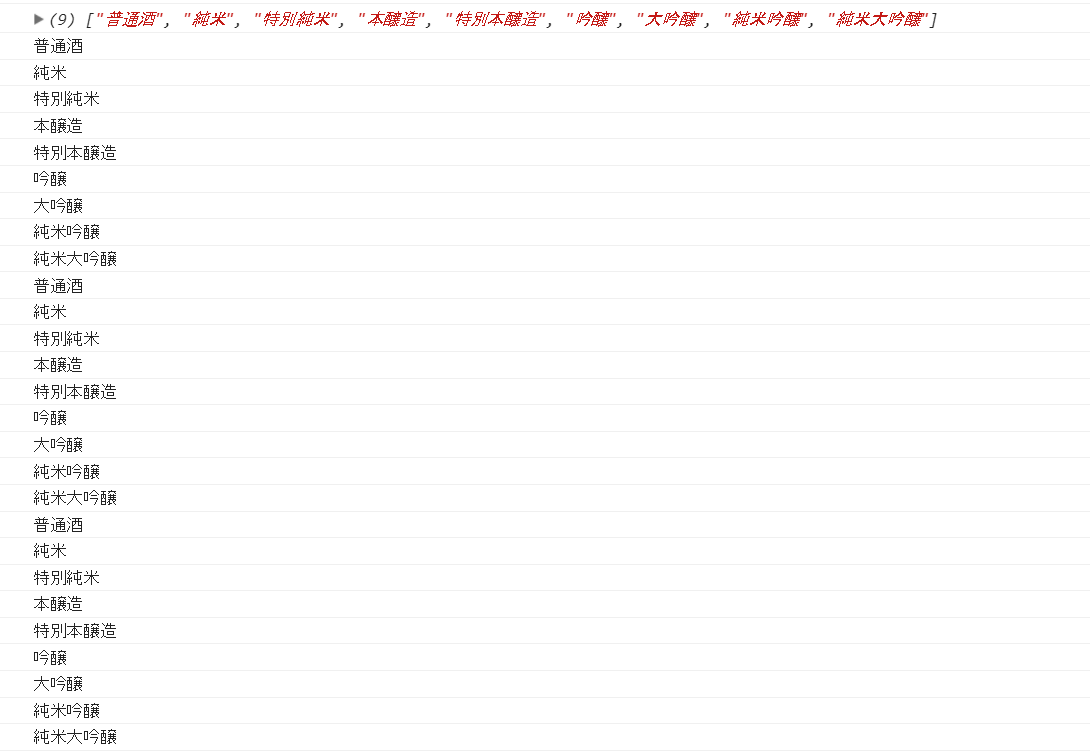 ▶(9) ["普通酒", "純米", "特別純米", "本醸造", "特別本醸造", "吟醸", "大吟醸", "純米吟醸", "純米大吟醸"]
普通酒
純米
特別純米
本醸造
特別本醸造
吟醸
大吟醸
純米吟醸
純米大吟醸
普通酒
純米
特別純米
本醸造
特別本醸造
吟醸
大吟醸
純米吟醸
純米大吟醸
普通酒
純米
特別純米
本醸造
特別本醸造
吟醸
大吟醸
純米吟醸
純米大吟醸